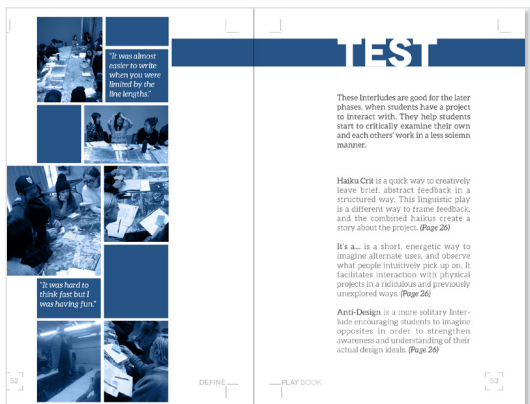 "It was almost
easier to write
when you were
limited by the
line lengths."
"It was hard to
think fast but I
was having fun."
52
DEFINE
TEST
These Interludes are good for the later
phases, when students have a project
to interact with. They help students
start to critically examine their own
and each others' work in a less solemn
manner.
Haiku Crit is a quick way to creatively
leave brief, abstract feedback in a
structured way. This linguistic play
is a different way to frame feedback,
and the combined haikus create a
story about the project. (Page 26)
It's a... is a short, energetic way to
imagine alternate uses, and observe
what people intuitively pick up on. It
facilitates interaction with physical
projects in a ridiculous and previously
unexplored ways. (Page 26)
Anti-Design is a more solitary Inter-
lude encouraging students to imagine
opposites in order to strengthen
awareness and understanding of their
actual design ideals. (Page 26)
PLAY BOOK
53